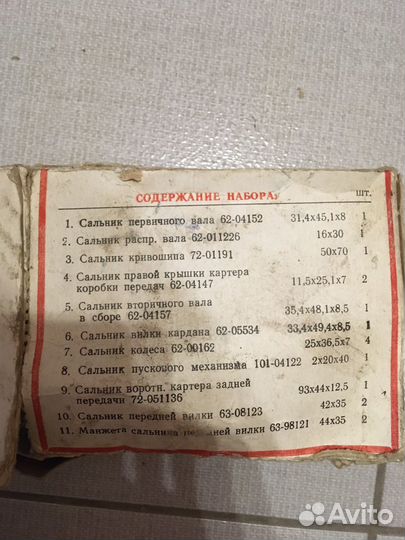 СОДЕРЖАНИЕ НАБОРА: шт.
1. Сальник первичного вала 62-04152 31,4х45,1х8 1
2. Сальник распр. вала 62-011226 16х30 1
3. Сальник кривошипа 72-01191 50х70 1
4. Сальник правой крышки картера
коробки передач 62-04147 11,5х25,1х7 2
5. Сальник вторичного вала
в сборе 62-04157 35,4х48,1х8,5 1
6. Сальник вилки кардана 62-05534 33,4х49,4х8,5 1
7. Сальник колеса 62-00162 25х36,5х7 4
8. Сальник пускового механизма 101-04122 2х20х40 1
9. Сальник воротн. картера задней
передачи 72-051136 93х44х12,5 1
10. Сальник передней вилки 63-08123 42х35 2
11. Манжета сальника передней вилки 63-98121 44х35 2
Avito